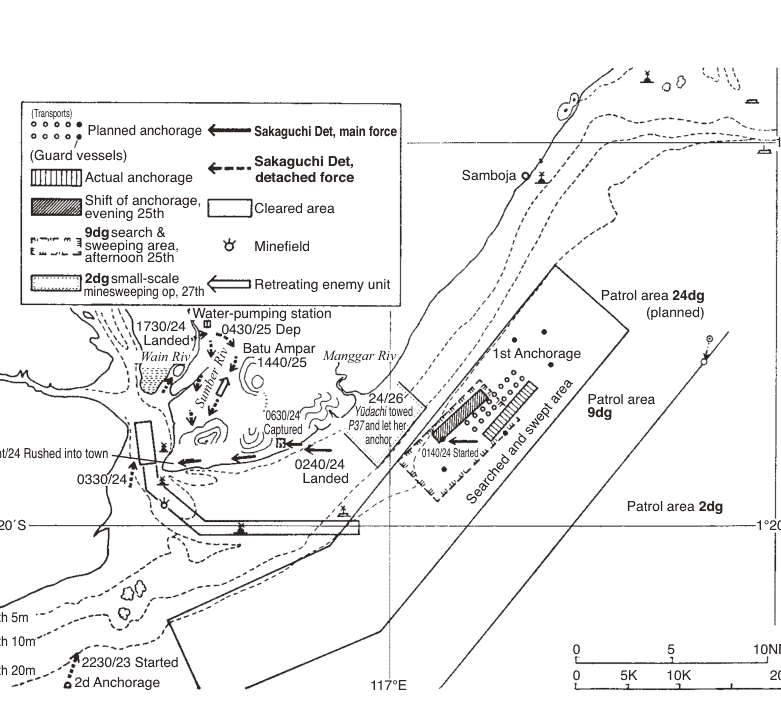 (Transports)
Planned anchorage
(Guard vessels)
Actual anchorage
Shift of anchorage,
evening 25th
9dg search &
sweeping area,
afternoon 25th
2dg small-scale
minesweeping op, 27th
Sakaguchi Det, main force
Sakaguchi Det,
detached force
Cleared area
Minefield
Retreating enemy unit
Samboja
Water-pumping station
0430/25 Dep
1730/24
Landed
Wain Riv
Batu Ampar
1440/25
Sumber Riv
Manggar Riv
0630/24
Captured
24/26
Yūdachi towed
P37 and let her
anchor
1st Anchorage
0140/24 Started
Searched and swept area
Patrol area 24dg
(planned)
Patrol area
9dg
Patrol area 2dg
nt/24 Rushed into town
0240/24
Landed
0330/24
20´S
1°20
th 5m
th 10m
th 20m
2230/23 Started
2d Anchorage
117°E
0 5 10N
0 5K 10K 20